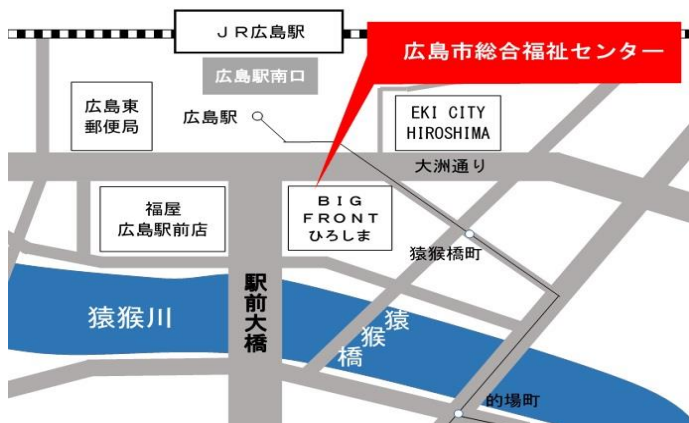 JR広島駅
広島市総合福祉センター
広島駅南口
広島東
郵便局
広島駅
EKI CITY
HIROSHIMA
大洲通り
福屋
広島駅前店
BIG
FRONT
ひろしま
猿猴橋町
駅前大橋
猿猴川
猿猴橋
的場町